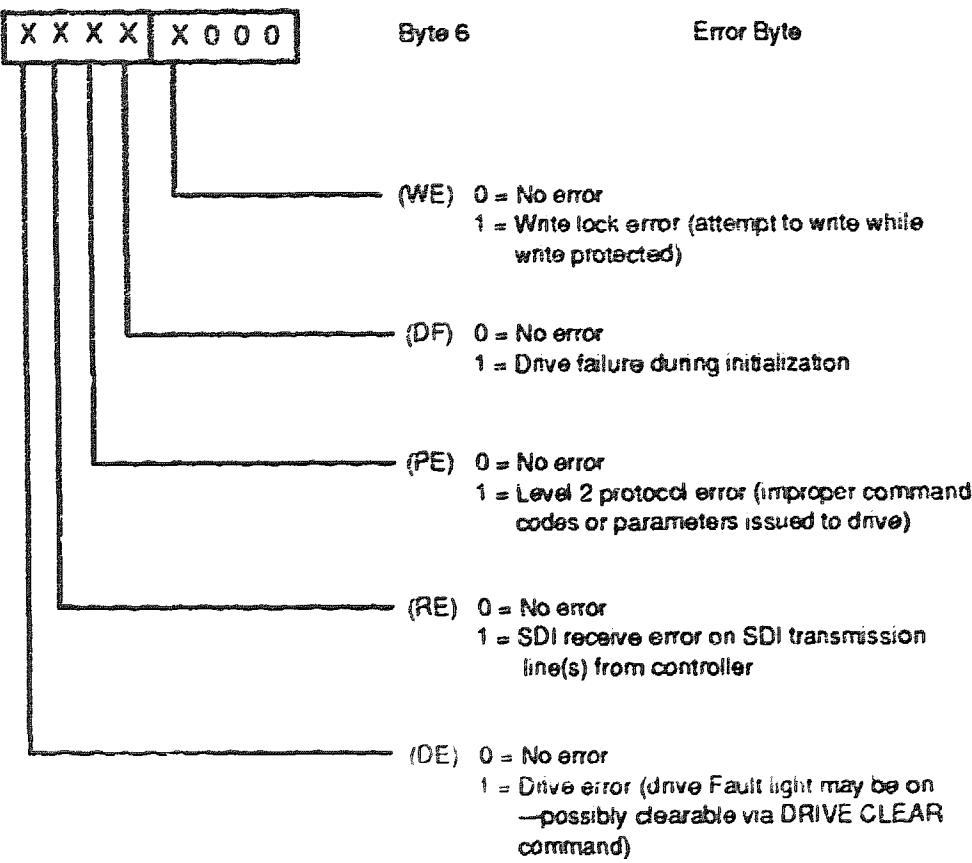 X X X X X 0 0 0 Byte 6 Error Byte
(WE) 0 = No error
1 = Write lock error (attempt to write while
write protected)
(DF) 0 = No error
1 = Drive failure during initialization
(PE) 0 = No error
1 = Level 2 protocol error (improper command
codes or parameters issued to drive)
(RE) 0 = No error
1 = SDI receive error on SDI transmission
line(s) from controller
(DE) 0 = No error
1 = Drive error (drive Fault light may be on
—possibly clearable via DRIVE CLEAR
command)